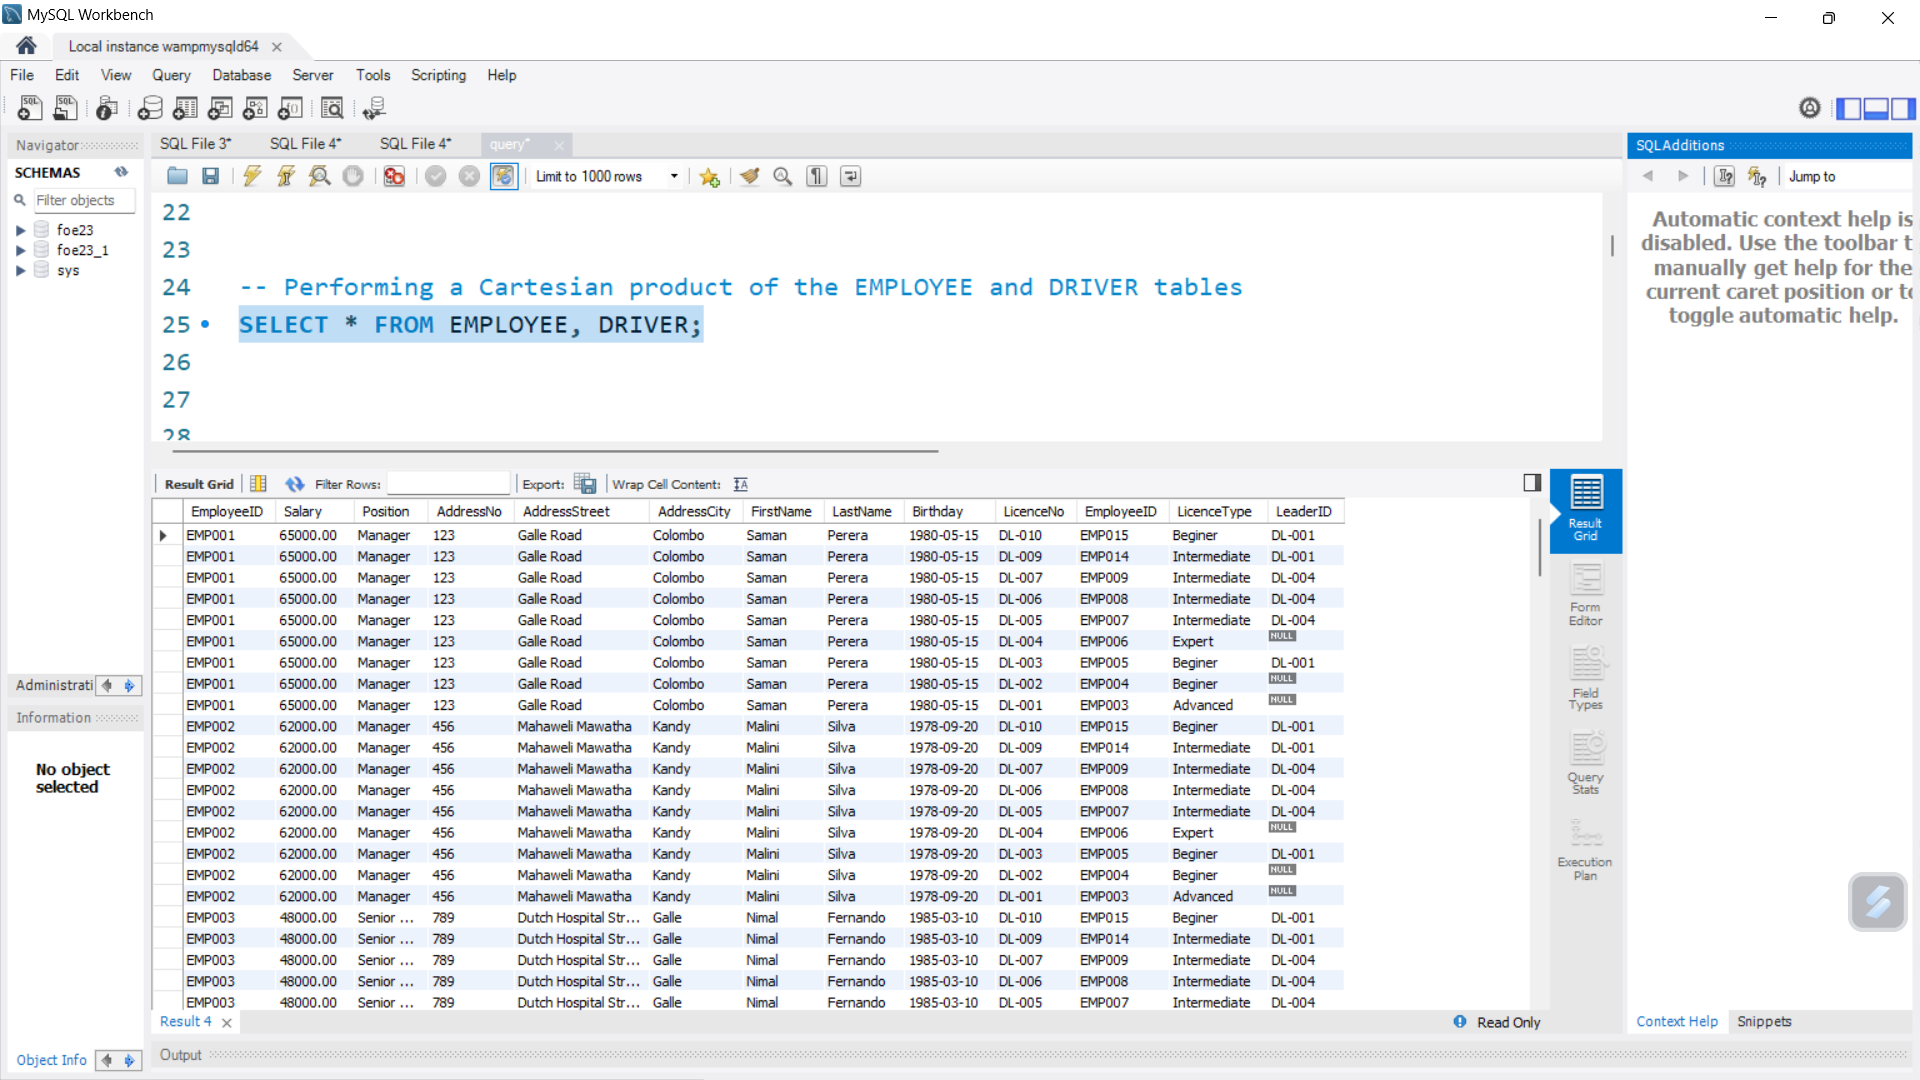 MySQL Workbench
Local instance wampmysqld64
File Edit View Query Database Server Tools Scripting Help
Navigator
SCHEMAS
Filter objects
foe23
foe23_1
sys
Administrati
Information
No object
selected
Object Info
SQL File 3* SQL File 4* SQL File 4* query*
Limit to 1000 rows
22
23
24 -- Performing a Cartesian product of the EMPLOYEE and DRIVER tables
25 SELECT * FROM EMPLOYEE, DRIVER;
26
27
28
Result Grid Filter Rows: Export: Wrap Cell Content:
EmployeeID Salary Position AddressNo AddressStreet AddressCity FirstName LastName Birthday LicenceNo EmployeeID LicenceType LeaderID
EMP001 65000.00 Manager 123 Galle Road Colombo Saman Perera 1980-05-15 DL-010 EMP015 Beginer DL-001
EMP001 65000.00 Manager 123 Galle Road Colombo Saman Perera 1980-05-15 DL-009 EMP014 Intermediate DL-001
EMP001 65000.00 Manager 123 Galle Road Colombo Saman Perera 1980-05-15 DL-007 EMP009 Intermediate DL-004
EMP001 65000.00 Manager 123 Galle Road Colombo Saman Perera 1980-05-15 DL-006 EMP008 Intermediate DL-004
EMP001 65000.00 Manager 123 Galle Road Colombo Saman Perera 1980-05-15 DL-005 EMP007 Intermediate DL-004
EMP001 65000.00 Manager 123 Galle Road Colombo Saman Perera 1980-05-15 DL-004 EMP006 Expert NULL
EMP001 65000.00 Manager 123 Galle Road Colombo Saman Perera 1980-05-15 DL-003 EMP005 Beginer DL-001
EMP001 65000.00 Manager 123 Galle Road Colombo Saman Perera 1980-05-15 DL-002 EMP004 Beginer NULL
EMP001 65000.00 Manager 123 Galle Road Colombo Saman Perera 1980-05-15 DL-001 EMP003 Advanced NULL
EMP002 62000.00 Manager 456 Mahaweli Mawatha Kandy Malini Silva 1978-09-20 DL-010 EMP015 Beginer DL-001
EMP002 62000.00 Manager 456 Mahaweli Mawatha Kandy Malini Silva 1978-09-20 DL-009 EMP014 Intermediate DL-001
EMP002 62000.00 Manager 456 Mahaweli Mawatha Kandy Malini Silva 1978-09-20 DL-007 EMP009 Intermediate DL-004
EMP002 62000.00 Manager 456 Mahaweli Mawatha Kandy Malini Silva 1978-09-20 DL-006 EMP008 Intermediate DL-004
EMP002 62000.00 Manager 456 Mahaweli Mawatha Kandy Malini Silva 1978-09-20 DL-005 EMP007 Intermediate DL-004
EMP002 62000.00 Manager 456 Mahaweli Mawatha Kandy Malini Silva 1978-09-20 DL-004 EMP006 Expert NULL
EMP002 62000.00 Manager 456 Mahaweli Mawatha Kandy Malini Silva 1978-09-20 DL-003 EMP005 Beginer DL-001
EMP002 62000.00 Manager 456 Mahaweli Mawatha Kandy Malini Silva 1978-09-20 DL-002 EMP004 Beginer NULL
EMP002 62000.00 Manager 456 Mahaweli Mawatha Kandy Malini Silva 1978-09-20 DL-001 EMP003 Advanced NULL
EMP003 48000.00 Senior ... 789 Dutch Hospital Str... Galle Nimal Fernando 1985-03-10 DL-010 EMP015 Beginer DL-001
EMP003 48000.00 Senior ... 789 Dutch Hospital Str... Galle Nimal Fernando 1985-03-10 DL-009 EMP014 Intermediate DL-001
EMP003 48000.00 Senior ... 789 Dutch Hospital Str... Galle Nimal Fernando 1985-03-10 DL-007 EMP009 Intermediate DL-004
EMP003 48000.00 Senior ... 789 Dutch Hospital Str... Galle Nimal Fernando 1985-03-10 DL-006 EMP008 Intermediate DL-004
EMP003 48000.00 Senior ... 789 Dutch Hospital Str... Galle Nimal Fernando 1985-03-10 DL-005 EMP007 Intermediate DL-004
Result 4
Read Only
Output
Result
Grid
Form
Editor
Field
Types
Query
Stats
Execution
Plan
SQLAdditions
Jump to
Automatic context help is
disabled. Use the toolbar t
manually get help for the
current caret position or to
toggle automatic help.
Context Help Snippets